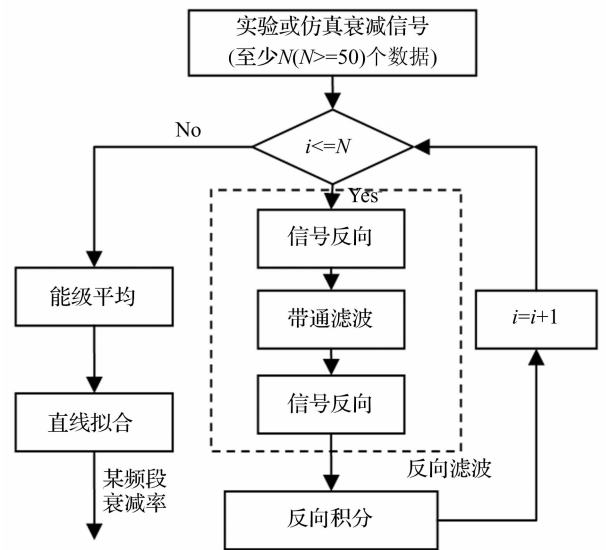 实验或仿真衰减信号
(至少N(N>=50)个数据)
No
i<=N
Yes
信号反向
能级平均
带通滤波
i=i+1
直线拟合
信号反向
某频段
衰减率
反向滤波
反向积分